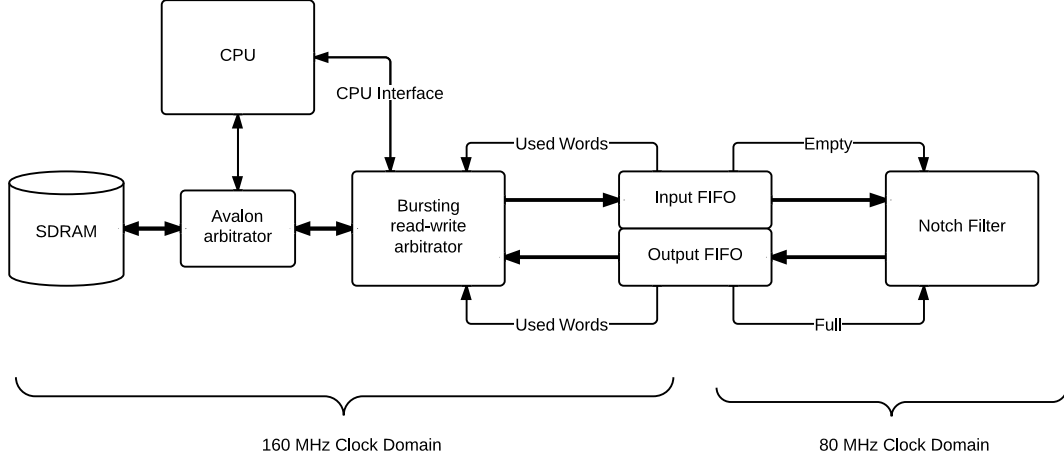 CPU
CPU Interface
Used Words
Empty
SDRAM
Avalon
arbitrator
Bursting
read-write
arbitrator
Input FIFO
Output FIFO
Notch Filter
Used Words
Full
160 MHz Clock Domain
80 MHz Clock Domain